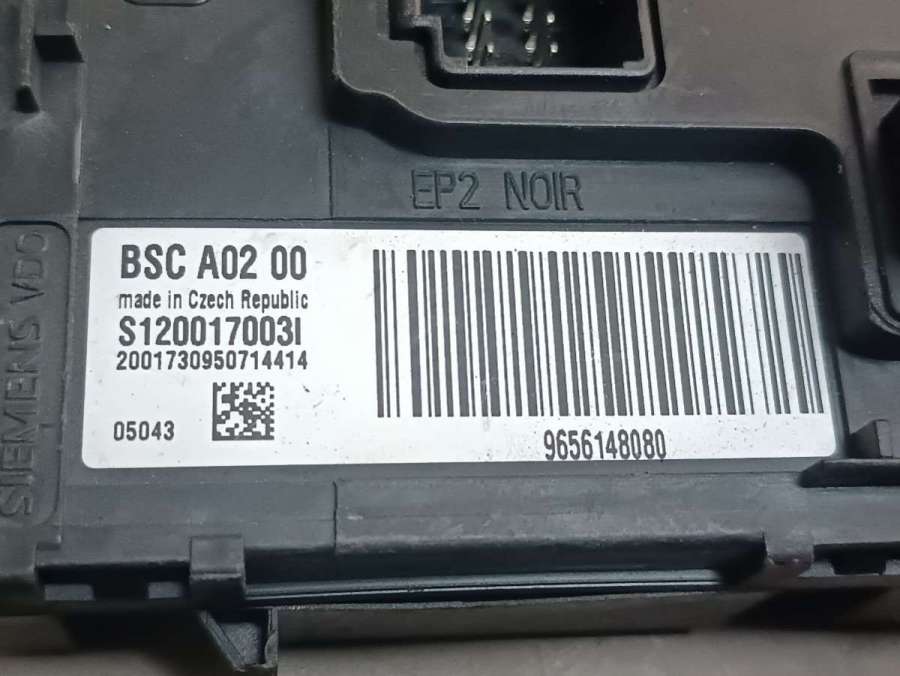 EP2 NOIR
SIEMENS VDO
BSC A02 00
made in Czech Republic
S120017003I
2001730950714414
05043
9656148080